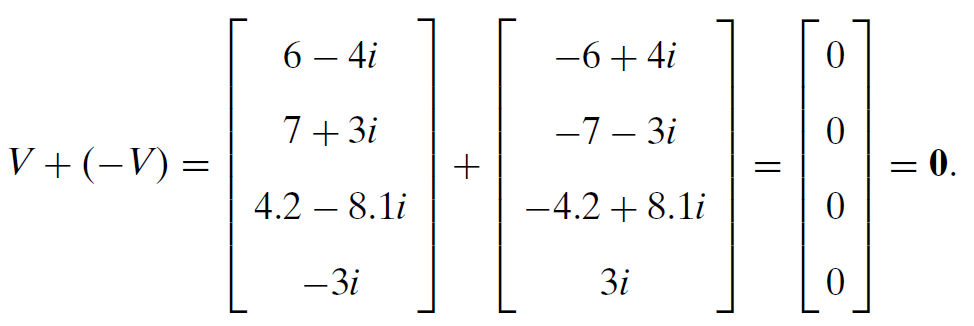 V + (−V) = [ 6 − 4i ; 7 + 3i ; 4.2 − 8.1i ; −3i ] + [ −6 + 4i ; −7 − 3i ; −4.2 + 8.1i ; 3i ] = [ 0 ; 0 ; 0 ; 0 ] = 0.